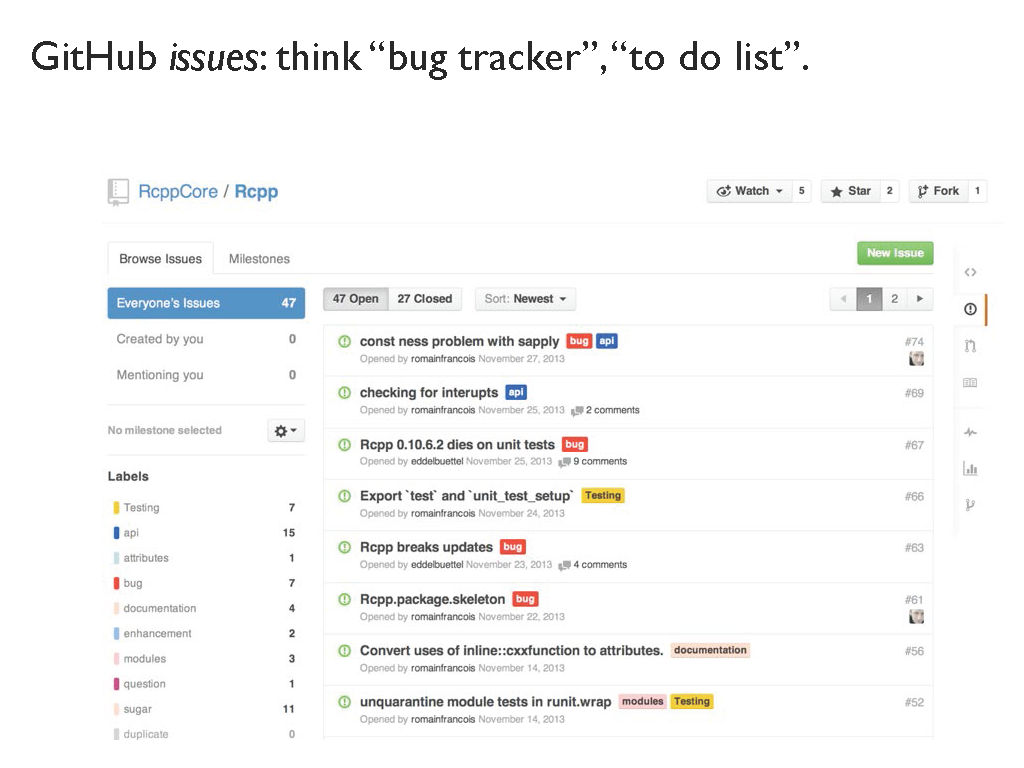 GitHub issues: think “bug tracker”, “to do list”.
RcppCore / Rcpp
Watch 5 Star 2 Fork 1
Browse Issues Milestones New Issue
Everyone's Issues 47
Created by you 0
Mentioning you 0
No milestone selected
Labels
Testing 7
api 15
attributes 1
bug 7
documentation 4
enhancement 2
modules 3
question 1
sugar 11
duplicate 0
47 Open 27 Closed Sort: Newest 1 2
const ness problem with sapply bug api #74
Opened by romainfrancois November 27, 2013
checking for interupts api #69
Opened by romainfrancois November 25, 2013 2 comments
Rcpp 0.10.6.2 dies on unit tests bug #67
Opened by eddelbuettel November 25, 2013 9 comments
Export `test` and `unit_test_setup` Testing #66
Opened by romainfrancois November 24, 2013
Rcpp breaks updates bug #63
Opened by eddelbuettel November 23, 2013 4 comments
Rcpp.package.skeleton bug #61
Opened by romainfrancois November 22, 2013
Convert uses of inline::cxxfunction to attributes. documentation #56
Opened by romainfrancois November 14, 2013
unquarantine module tests in runit.wrap modules Testing #52
Opened by romainfrancois November 14, 2013